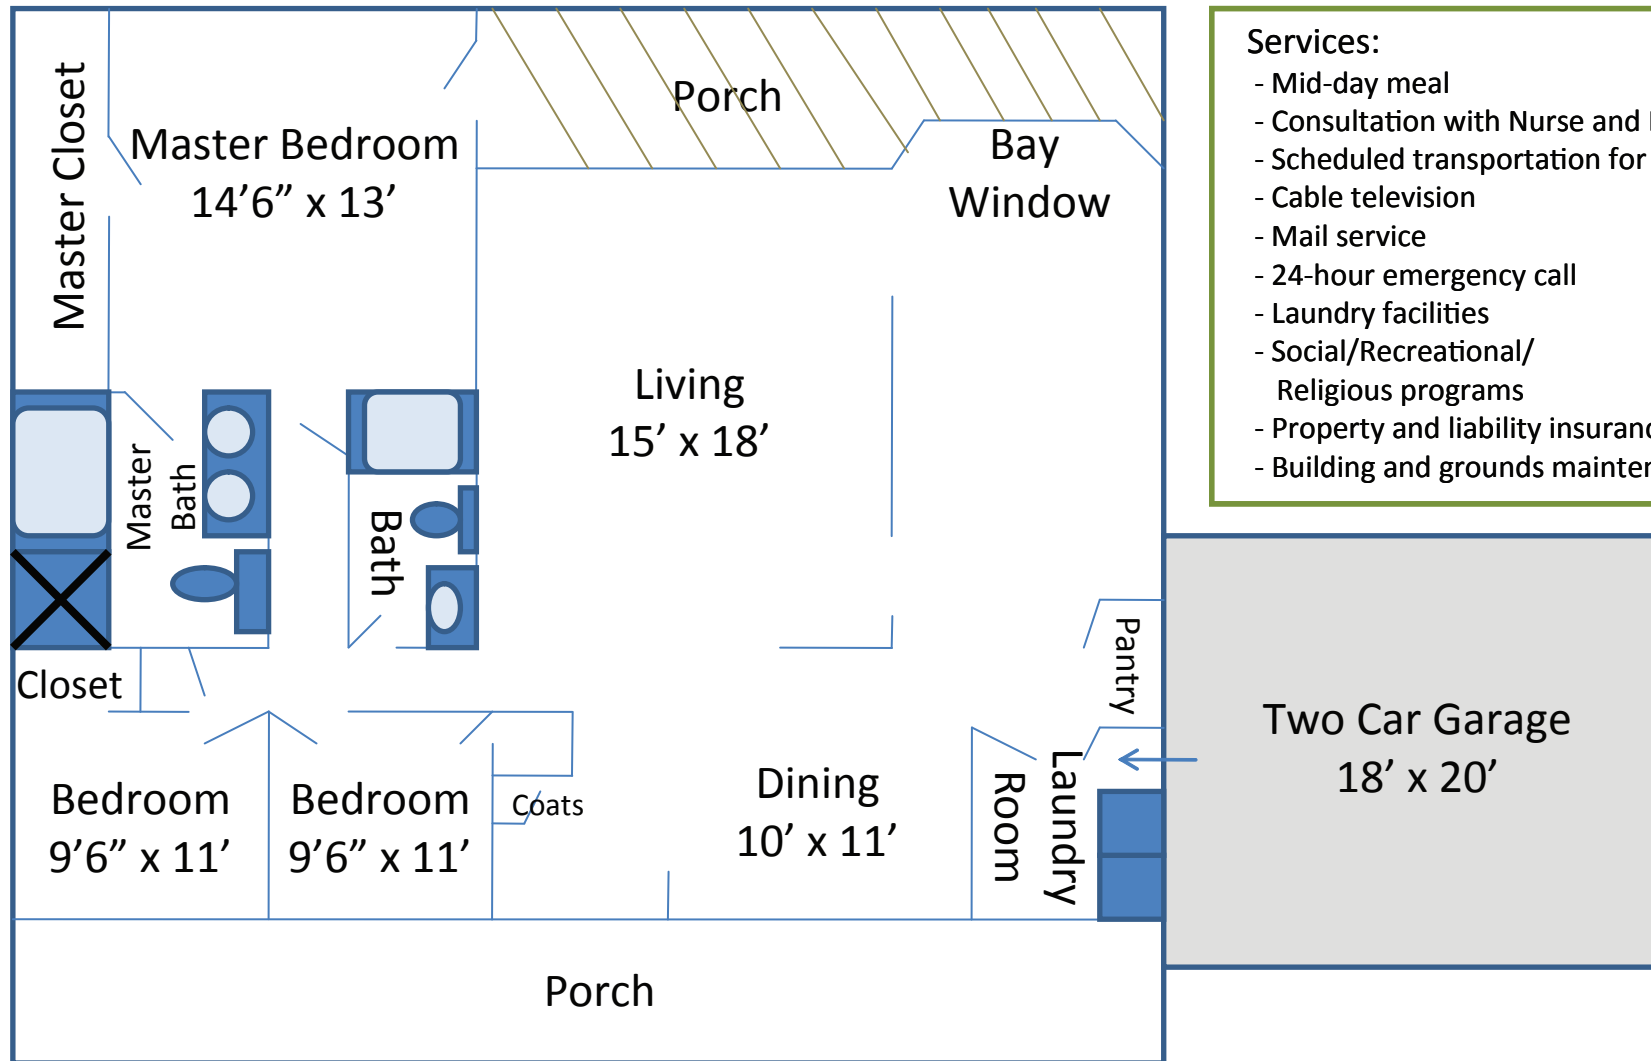 Master Closet
Master Bedroom
14’6” x 13’
Porch
Bay
Window
Living
15’ x 18’
Master
Bath
Bath
Closet
Bedroom
9’6” x 11’
Bedroom
9’6” x 11’
Coats
Dining
10’ x 11’
Pantry
Laundry
Room
Porch
Two Car Garage
18’ x 20’
Services:
- Mid-day meal
- Consultation with Nurse and
- Scheduled transportation for
- Cable television
- Mail service
- 24-hour emergency call
- Laundry facilities
- Social/Recreational/
Religious programs
- Property and liability
- Building and grounds